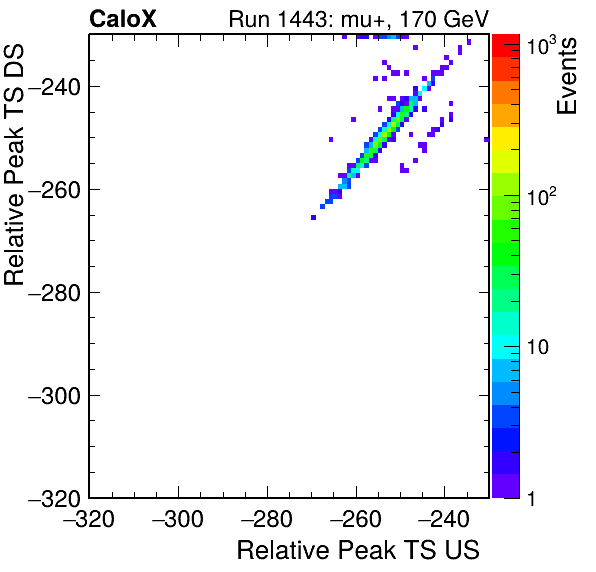 CaloX Run 1443: mu+, 170 GeV
Relative Peak TS DS
−240
−260
−280
−300
−320
−320 −300 −280 −260 −240
Relative Peak TS US
10³
10²
10
1
Events